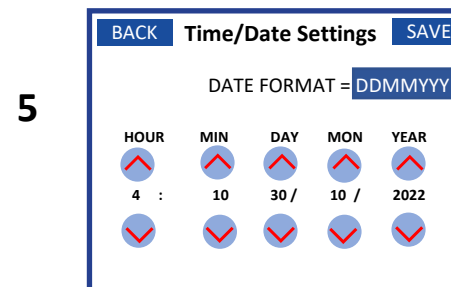 BACK Time/Date Settings SAVE
DATE FORMAT = DDMMYYY
5
HOUR MIN DAY MON YEAR
4 : 10 30 / 10 / 2022